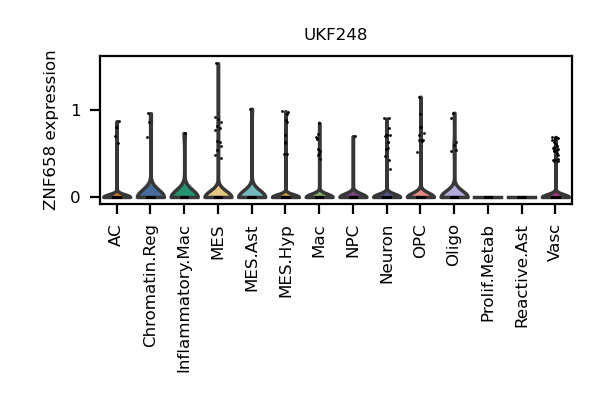 UKF248
ZNF658 expression
1
0
AC
Chromatin.Reg
Inflammatory.Mac
MES
MES.Ast
MES.Hyp
Mac
NPC
Neuron
OPC
Oligo
Prolif.Metab
Reactive.Ast
Vasc